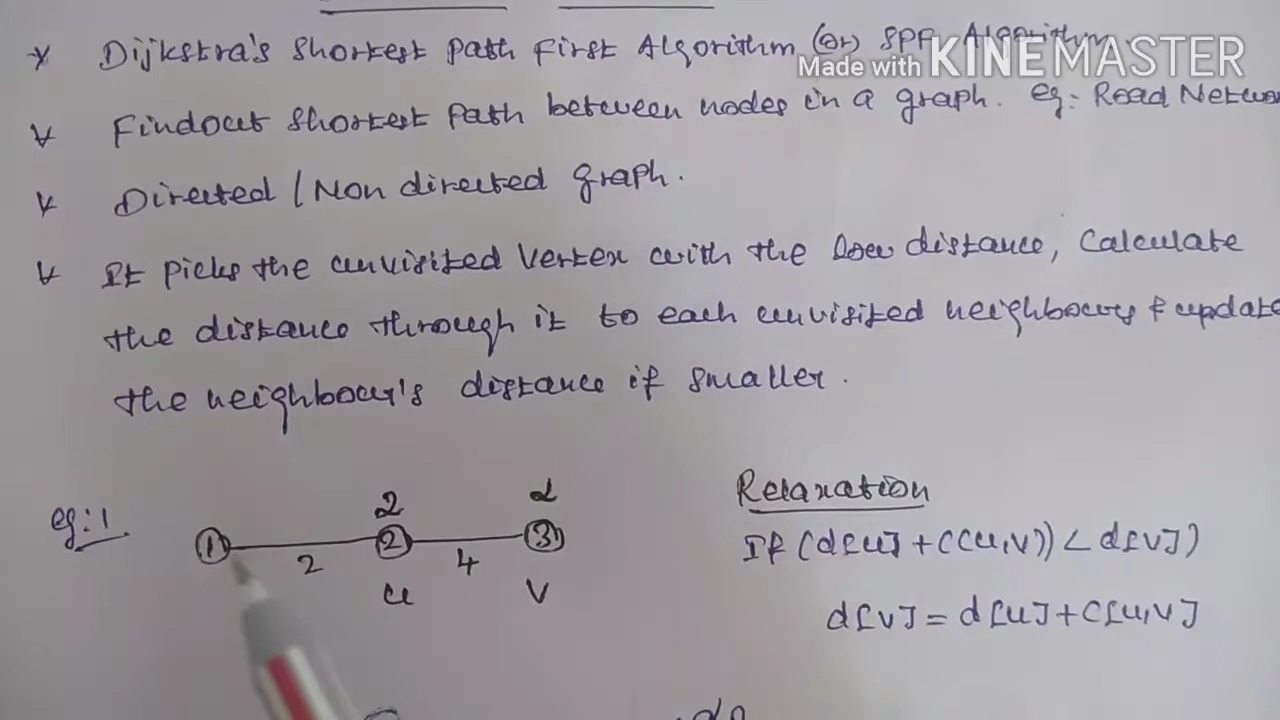 Dijkstra's Shortest Path First Algorithm (or) SPF Algorithm
Made with KINEMASTER
Findout Shortest Path between nodes in a graph. eg: Road Netwo
Directed / Non directed graph.
It picks the unvisited vertex with the low distance, Calculate
the distance through it to each unvisited neighbours & update
the neighbour's distance if smaller.
eg:1
2 α
1 2 3
2 4
u v
Relaxation
If (d[u] + C(u,v)) < d[v])
d[v] = d[u] + C[u,v]